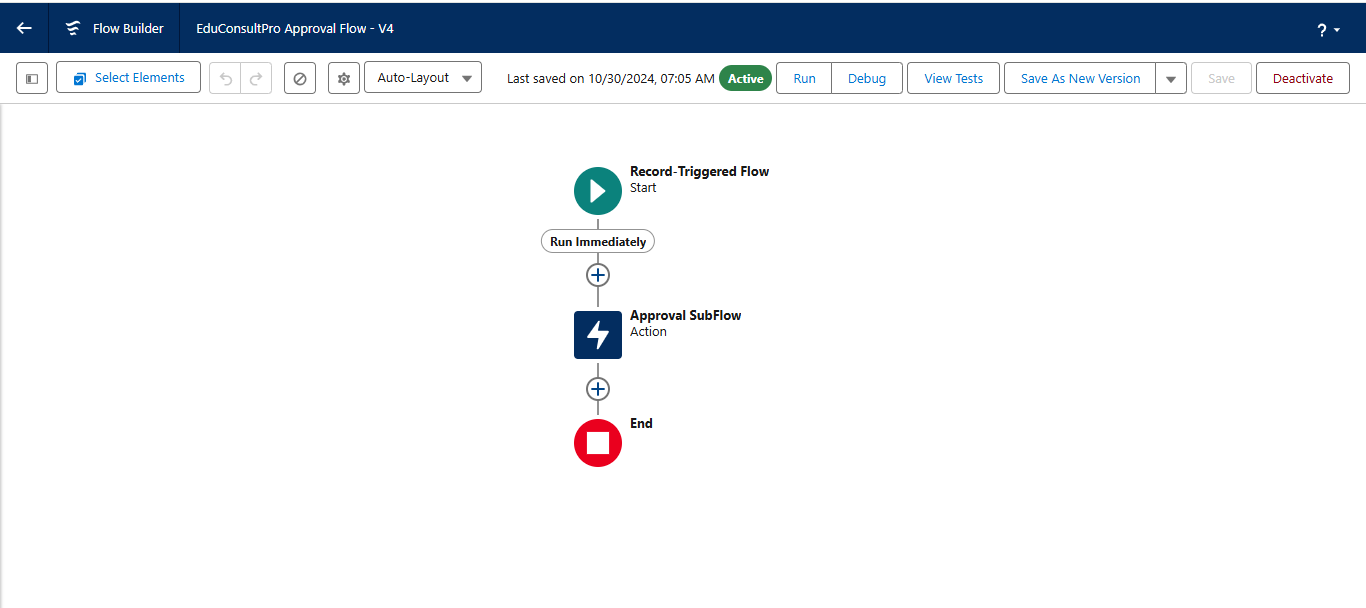 Flow Builder EduConsultPro Approval Flow - V4 ?
Select Elements Auto-Layout Last saved on 10/30/2024, 07:05 AM Active Run Debug View Tests Save As New Version Save Deactivate
Record-Triggered Flow
Start
Run Immediately
Approval SubFlow
Action
End